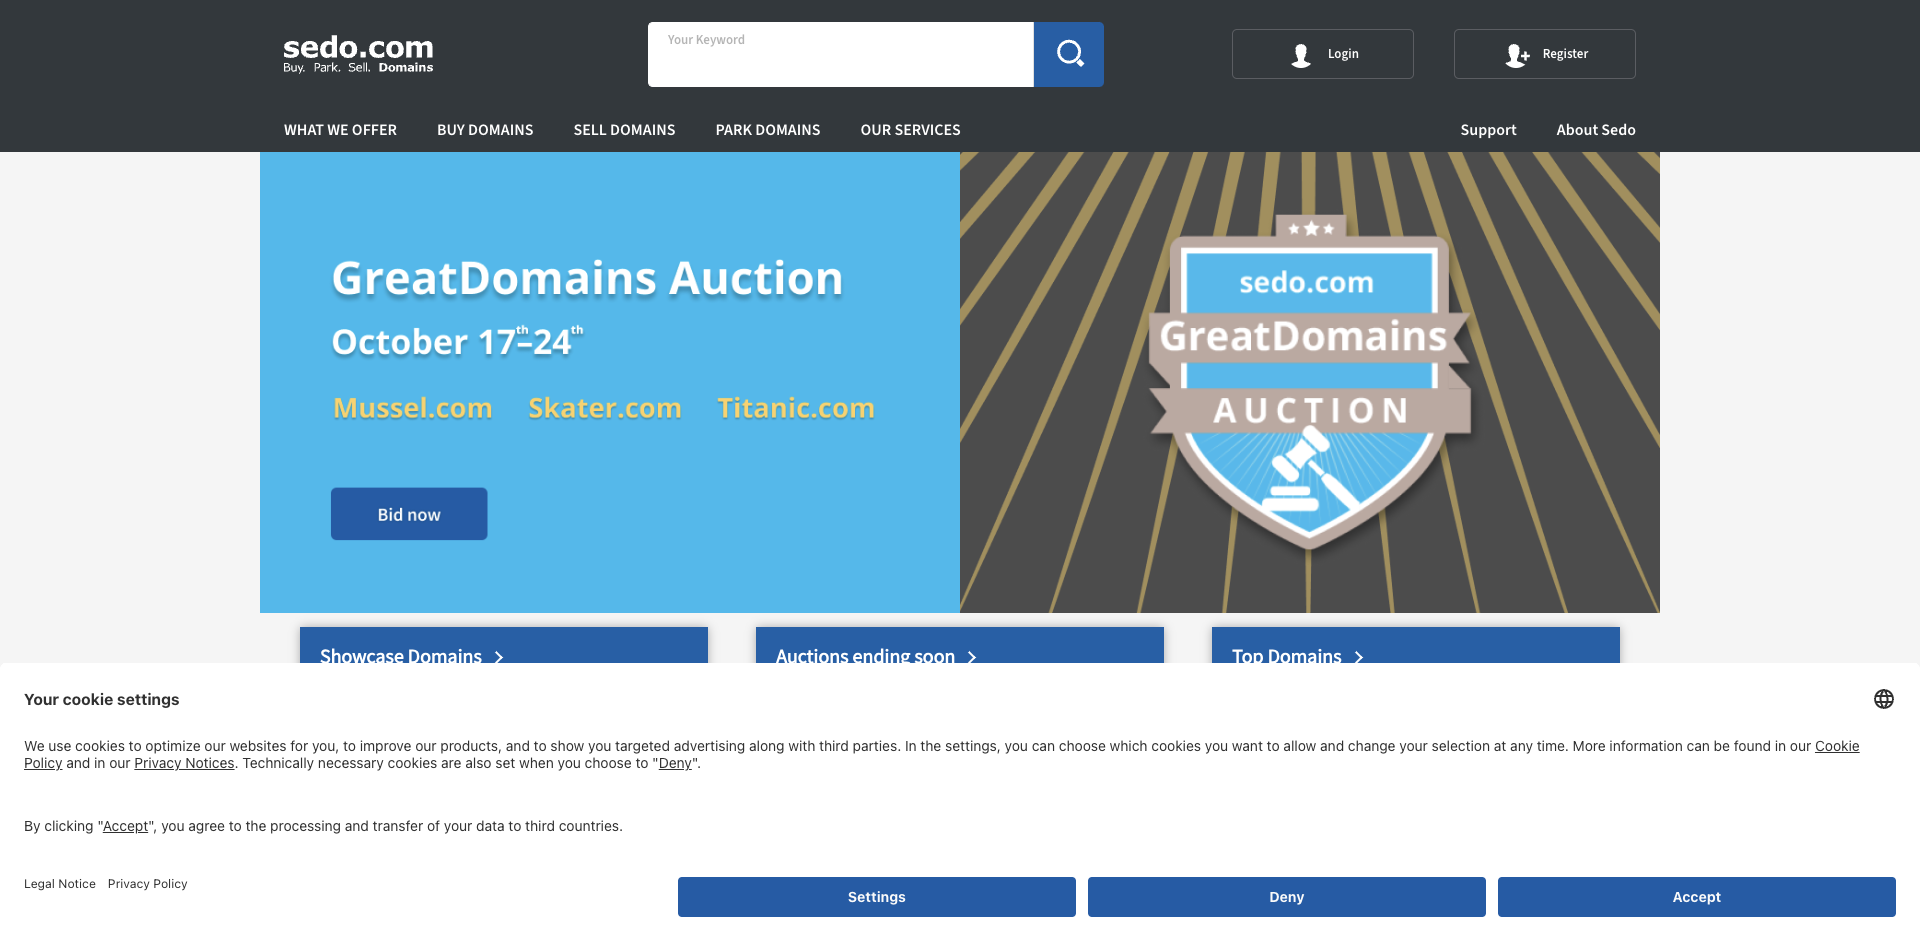 sedo.com
Buy. Park. Sell. Domains
Your Keyword
Login
Register
WHAT WE OFFER
BUY DOMAINS
SELL DOMAINS
PARK DOMAINS
OUR SERVICES
Support
About Sedo
GreatDomains Auction
October 17th–24th
Mussel.com
Skater.com
Titanic.com
Bid now
sedo.com
GreatDomains
AUCTION
Showcase Domains
Auctions ending soon
Top Domains
Your cookie settings
We use cookies to optimize our websites for you, to improve our products, and to show you targeted advertising along with third parties. In the settings, you can choose which cookies you want to allow and change your selection at any time. More information can be found in our Cookie
Policy and in our Privacy Notices. Technically necessary cookies are also set when you choose to "Deny".
By clicking "Accept", you agree to the processing and transfer of your data to third countries.
Legal Notice
Privacy Policy
Settings
Deny
Accept